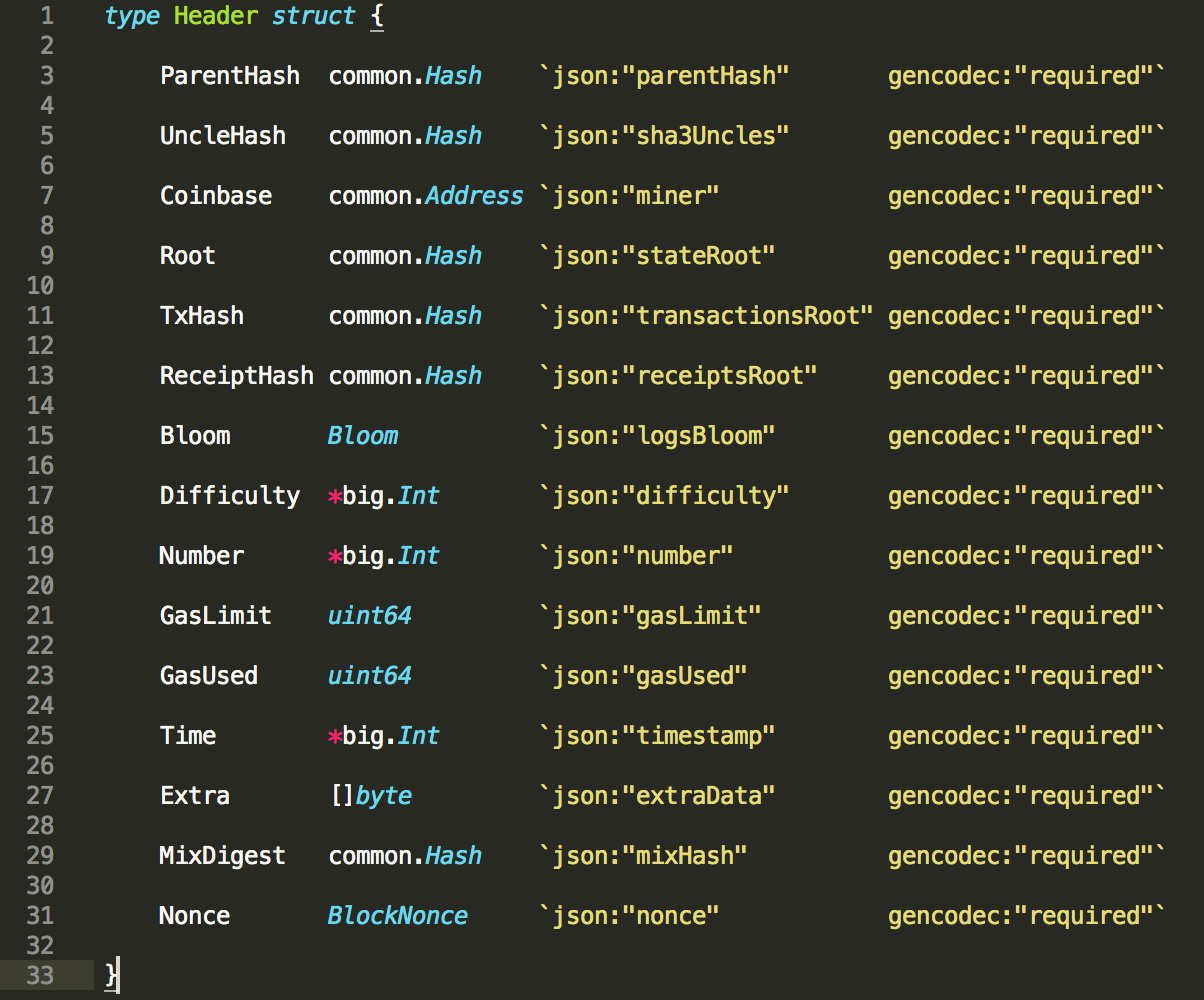 1 type Header struct {
2
3 ParentHash common.Hash `json:"parentHash" gencodec:"required"`
4
5 UncleHash common.Hash `json:"sha3Uncles" gencodec:"required"`
6
7 Coinbase common.Address `json:"miner" gencodec:"required"`
8
9 Root common.Hash `json:"stateRoot" gencodec:"required"`
10
11 TxHash common.Hash `json:"transactionsRoot" gencodec:"required"`
12
13 ReceiptHash common.Hash `json:"receiptsRoot" gencodec:"required"`
14
15 Bloom Bloom `json:"logsBloom" gencodec:"required"`
16
17 Difficulty *big.Int `json:"difficulty" gencodec:"required"`
18
19 Number *big.Int `json:"number" gencodec:"required"`
20
21 GasLimit uint64 `json:"gasLimit" gencodec:"required"`
22
23 GasUsed uint64 `json:"gasUsed" gencodec:"required"`
24
25 Time *big.Int `json:"timestamp" gencodec:"required"`
26
27 Extra []byte `json:"extraData" gencodec:"required"`
28
29 MixDigest common.Hash `json:"mixHash" gencodec:"required"`
30
31 Nonce BlockNonce `json:"nonce" gencodec:"required"`
32
33 }